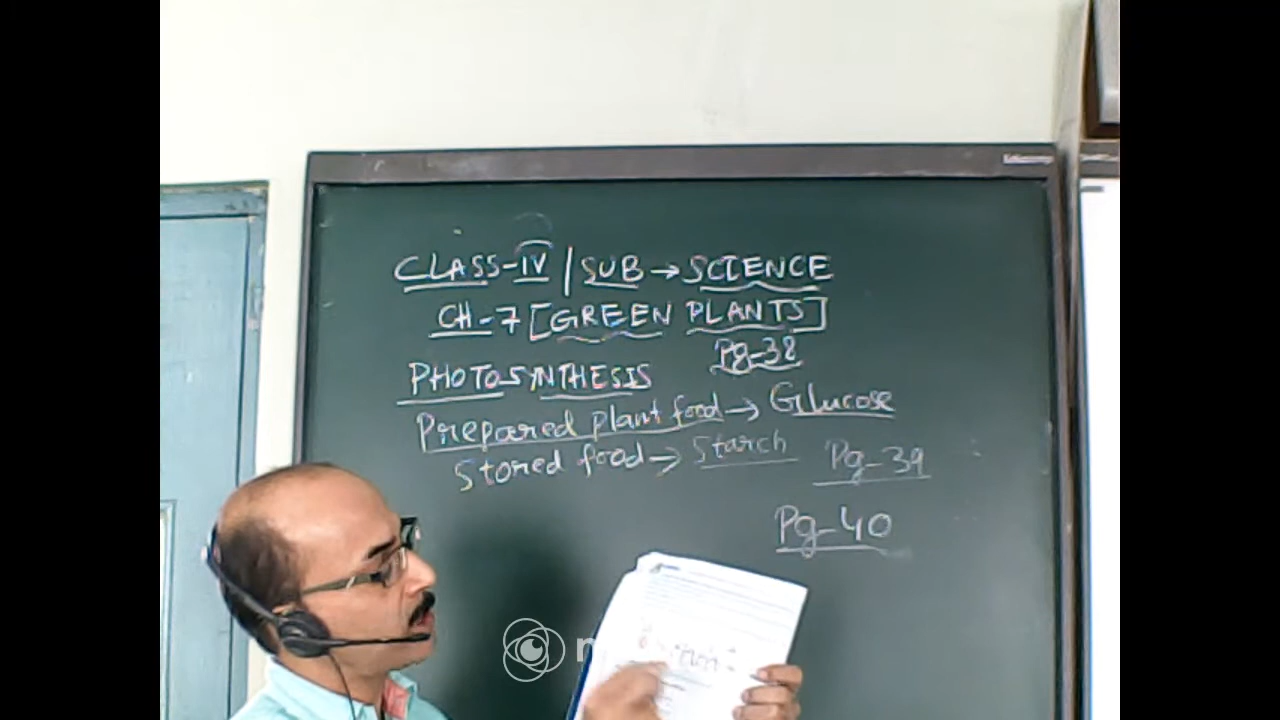 CLASS-IV | SUB → SCIENCE
CH-7 [GREEN PLANTS]
Pg-38
PHOTOSYNTHESIS
Prepared plant food → Glucose
Stored food → Starch Pg-39
Pg-40